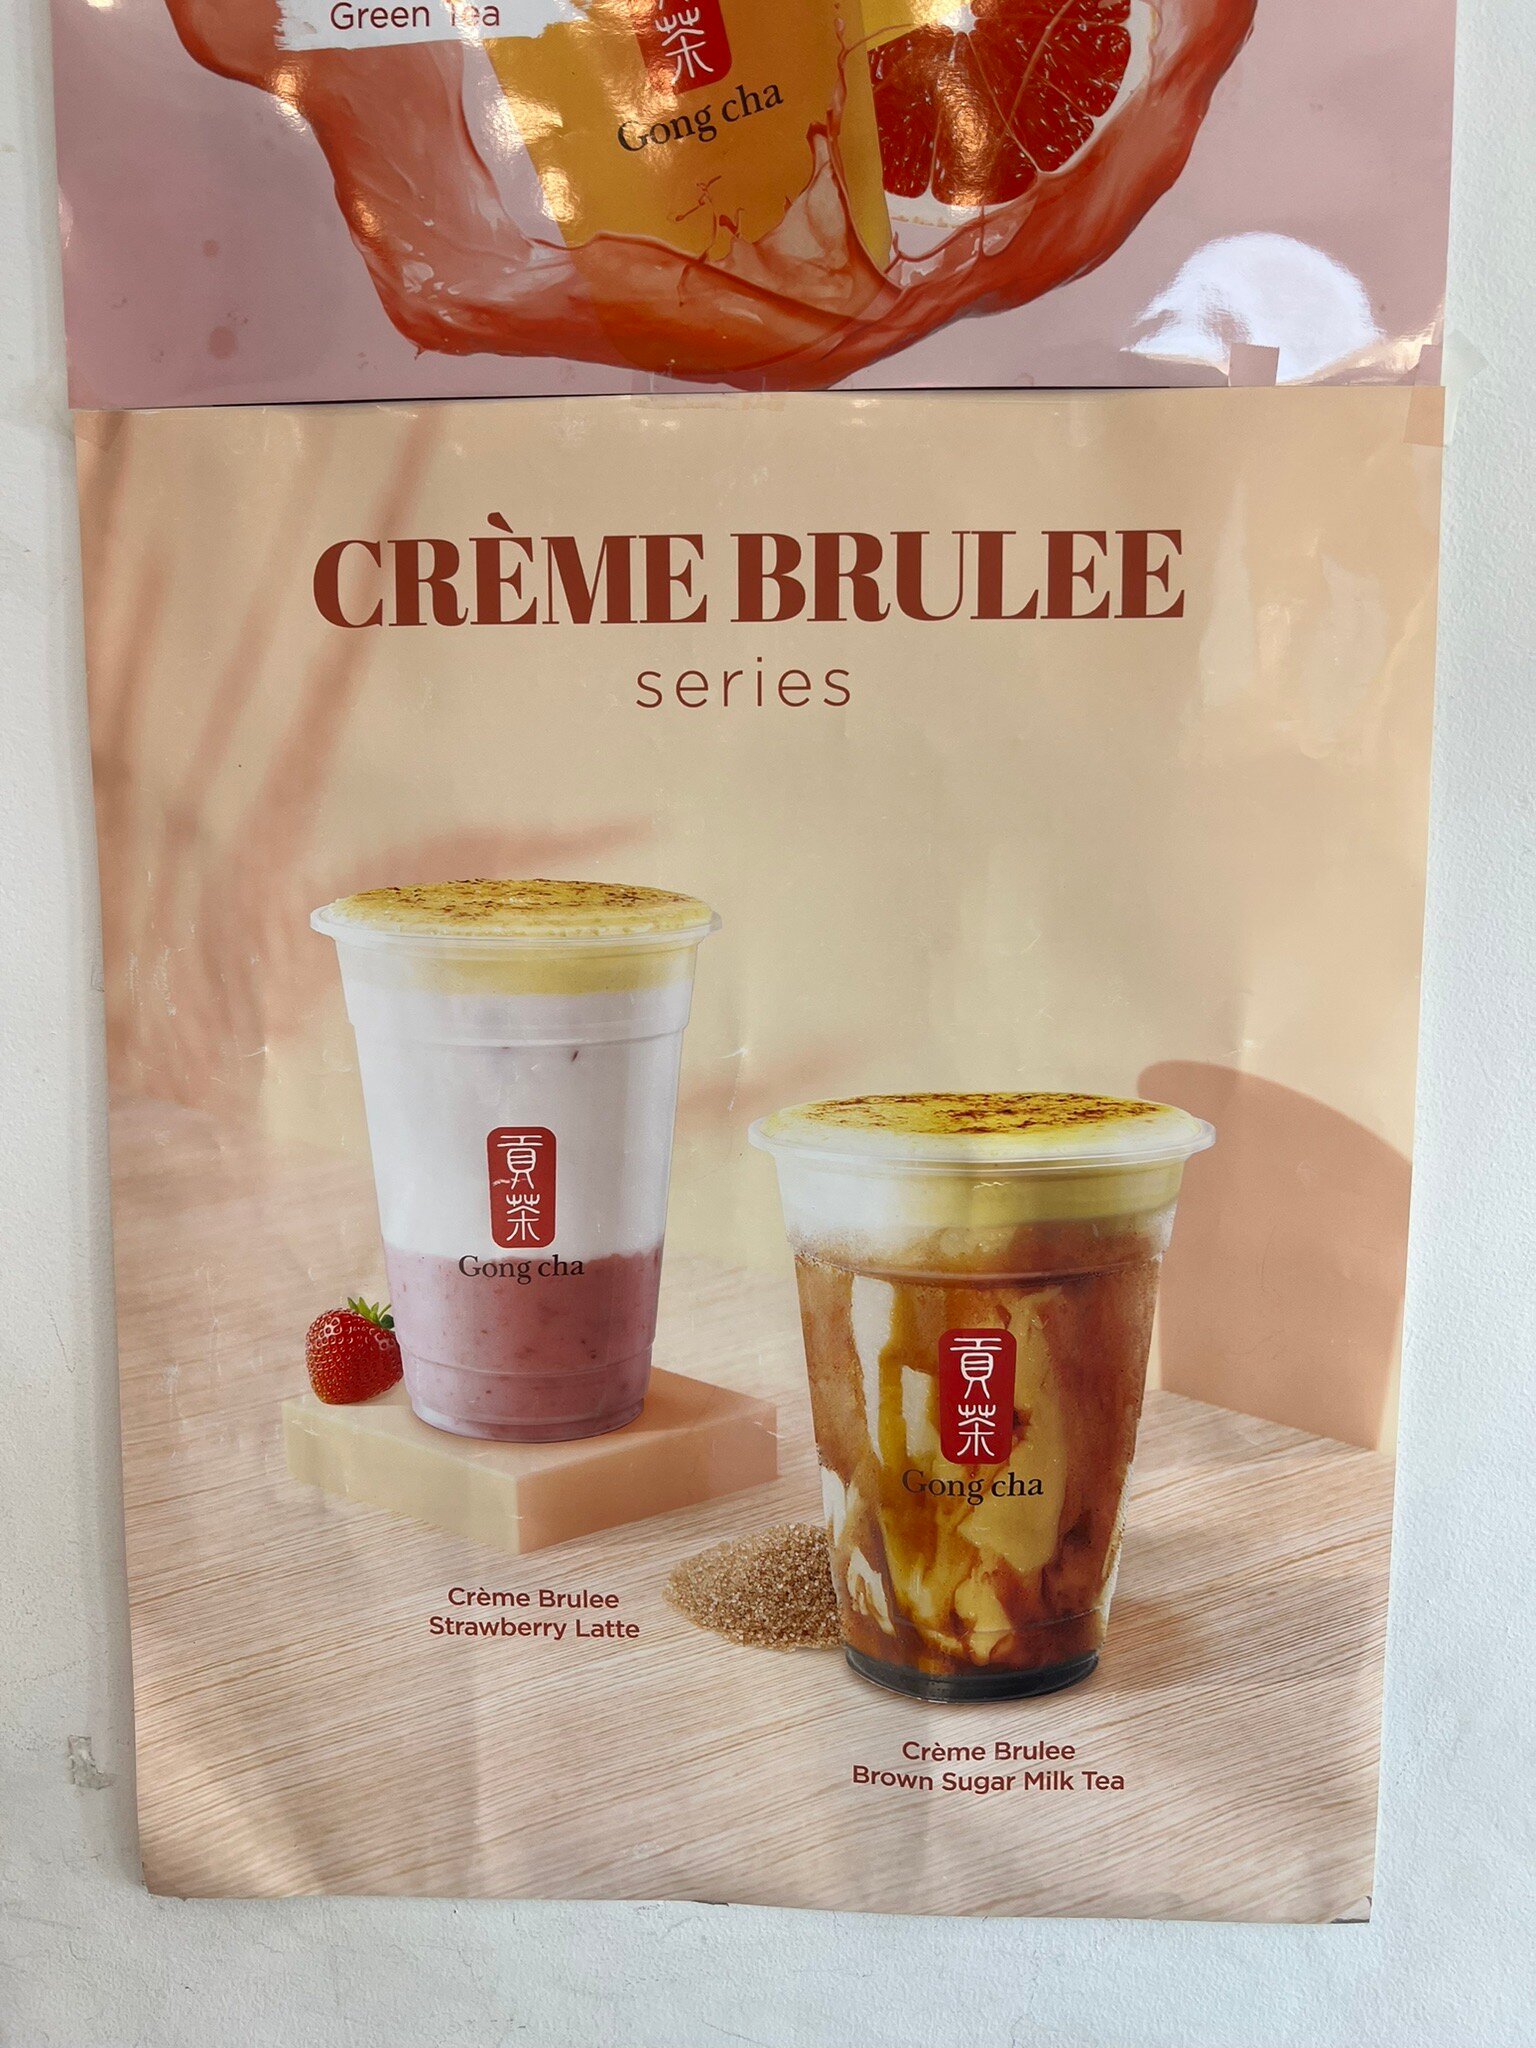 Green Tea
茶
Gong cha
CRÈME BRULEE
series
貢
茶
Gong cha
貢
茶
Gong cha
Crème Brulee
Strawberry Latte
Crème Brulee
Brown Sugar Milk Tea